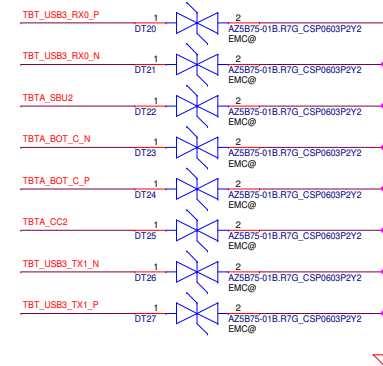 TBT_USB3_RX0_P 1 2
DT20 AZ5B75-01B.R7G_CSP0603P2Y2
EMC@
TBT_USB3_RX0_N 1 2
DT21 AZ5B75-01B.R7G_CSP0603P2Y2
EMC@
TBTA_SBU2 1 2
DT22 AZ5B75-01B.R7G_CSP0603P2Y2
EMC@
TBTA_BOT_C_N 1 2
DT23 AZ5B75-01B.R7G_CSP0603P2Y2
EMC@
TBTA_BOT_C_P 1 2
DT24 AZ5B75-01B.R7G_CSP0603P2Y2
EMC@
TBTA_CC2 1 2
DT25 AZ5B75-01B.R7G_CSP0603P2Y2
EMC@
TBT_USB3_TX1_N 1 2
DT26 AZ5B75-01B.R7G_CSP0603P2Y2
EMC@
TBT_USB3_TX1_P 1 2
DT27 AZ5B75-01B.R7G_CSP0603P2Y2
EMC@